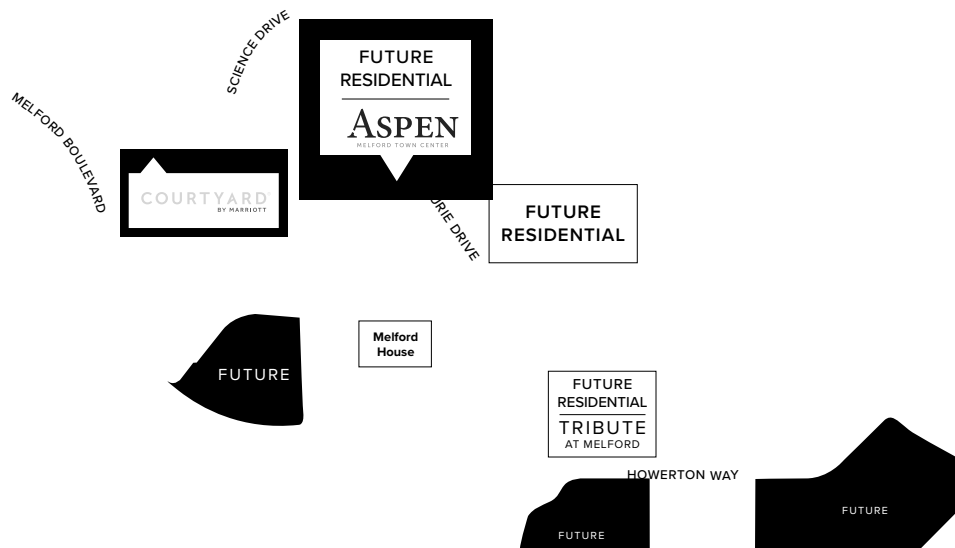 SCIENCE DRIVE
MELFORD BOULEVARD
FUTURE
RESIDENTIAL
ASPEN
MELFORD TOWN CENTER
COURTYARD
BY MARRIOTT
DRIVE
FUTURE
RESIDENTIAL
Melford
House
FUTURE
FUTURE
RESIDENTIAL
TRIBUTE
AT MELFORD
HOWERTON WAY
FUTURE
FUTURE